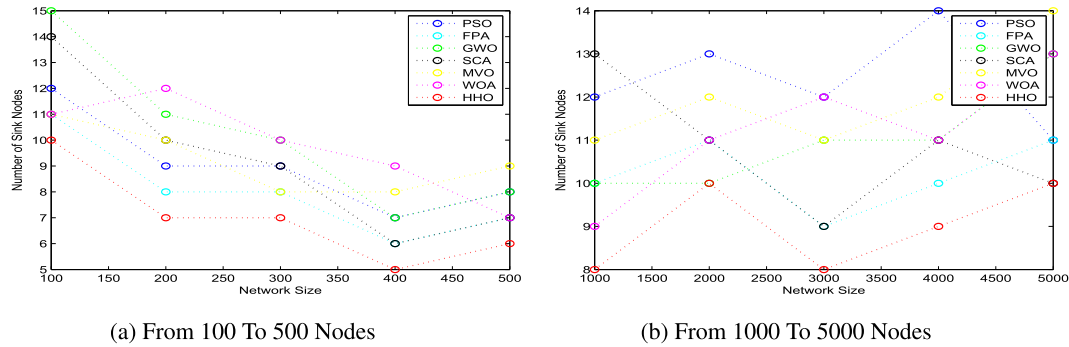 15
14
13
12
11
10
9
8
7
6
5
Number of Sink Nodes
PSO
FPA
GWO
SCA
MVO
WOA
HHO
100 150 200 250 300 350 400 450 500
Network Size
(a) From 100 To 500 Nodes
14
13
12
11
10
9
8
Number of Sink Nodes
PSO
FPA
GWO
SCA
MVO
WOA
HHO
1000 1500 2000 2500 3000 3500 4000 4500 5000
Network Size
(b) From 1000 To 5000 Nodes